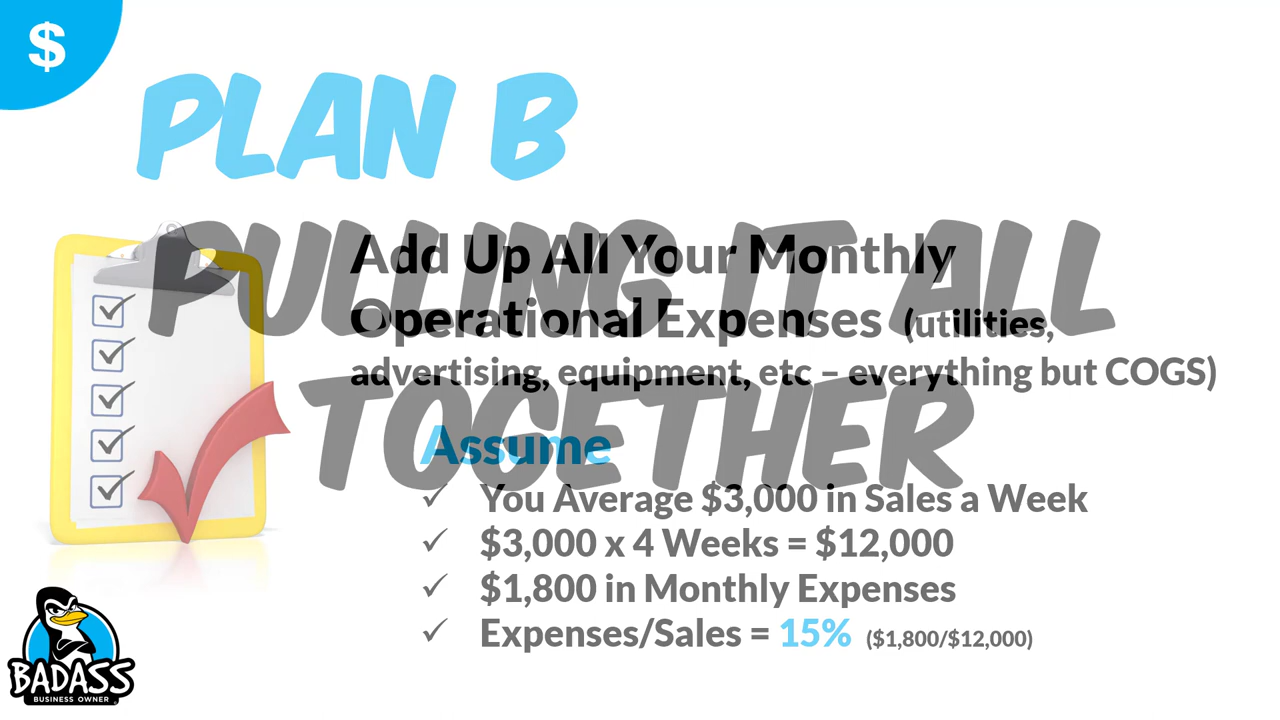 $
PLAN B
PULLING IT ALL
TOGETHER
Add Up All Your Monthly
Operational Expenses (utilities,
advertising, equipment, etc – everything but COGS)
Assume
✓ You Average $3,000 in Sales a Week
✓ $3,000 x 4 Weeks = $12,000
✓ $1,800 in Monthly Expenses
✓ Expenses/Sales = 15% ($1,800/$12,000)
BADASS
BUSINESS OWNER